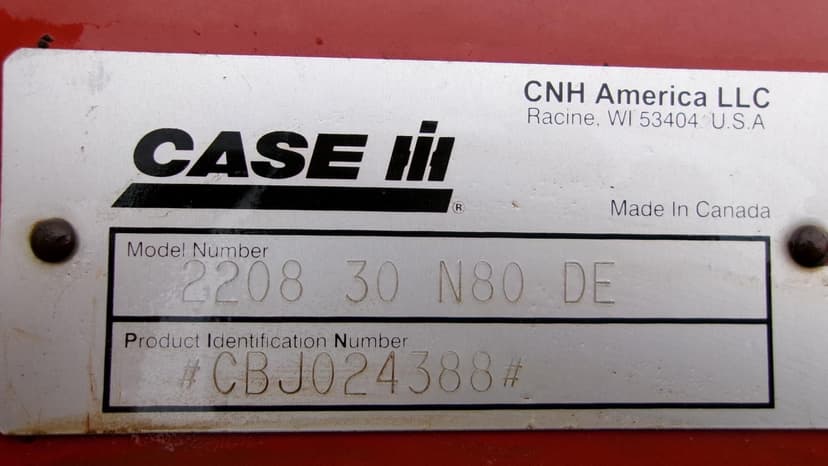 CNH America LLC
Racine, WI 53404 U.S.A
CASE IH
®
Made In Canada
Model Number
2208 30 N80 DE
Product Identification Number
#CBJ024388#